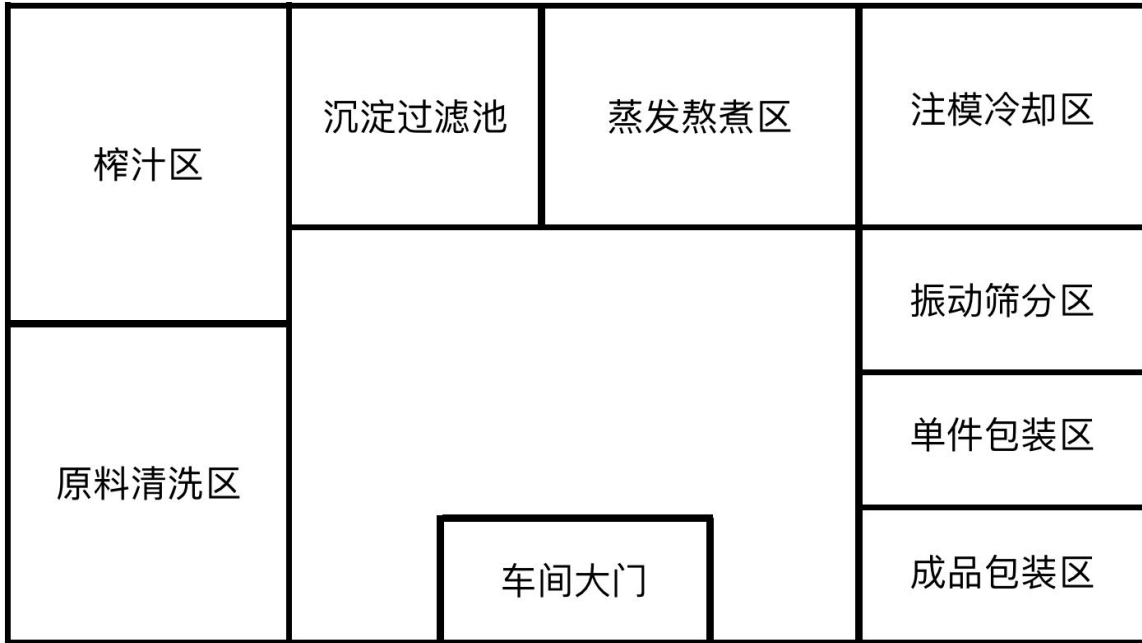 沉淀过滤池
蒸发熬煮区
注模冷却区
榨汁区
振动筛分区
单件包装区
原料清洗区
成品包装区
车间大门